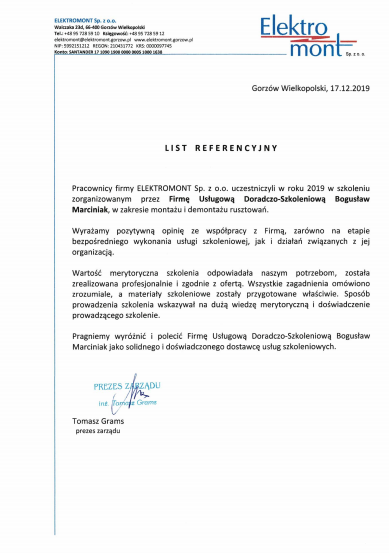 ELEKTROMONT Sp. z o.o.
Walczaka 23d, 66-400 Gorzów Wielkopolski
Tel.: +48 95 728 59 10 Księgowość: +48 95 728 59 12
elektromont@elektromont.gorzow.pl www.elektromont.gorzow.pl
NIP: 5992151212 REGON: 210431772 KRS: 0000097745
Konto: SANTANDER 17 1090 1900 0000 0005 1900 1038
Elektro
mont Sp. z o.o.
Gorzów Wielkopolski, 17.12.2019
LIST REFERENCYJNY
Pracownicy firmy ELEKTROMONT Sp. z o.o. uczestniczyli w roku 2019 w szkoleniu
zorganizowanym przez Firmę Usługową Doradczo-Szkoleniową Bogusław
Marciniak, w zakresie montażu i demontażu rusztowań.
Wyrażamy pozytywną opinię ze współpracy z Firmą, zarówno na etapie
bezpośredniego wykonania usługi szkoleniowej, jak i działań związanych z jej
organizacją.
Wartość merytoryczna szkolenia odpowiadała naszym potrzebom, została
zrealizowana profesjonalnie i zgodnie z ofertą. Wszystkie zagadnienia omówiono
zrozumiale, a materiały szkoleniowe zostały przygotowane właściwie. Sposób
prowadzenia szkolenia wskazywał na dużą wiedzę merytoryczną i doświadczenie
prowadzącego szkolenie.
Pragniemy wyróżnić i polecić Firmę Usługową Doradczo-Szkoleniową Bogusław
Marciniak jako solidnego i doświadczonego dostawcę usług szkoleniowych.
PREZES ZARZĄDU
inż. Tomasz Grams
Tomasz Grams
prezes zarządu